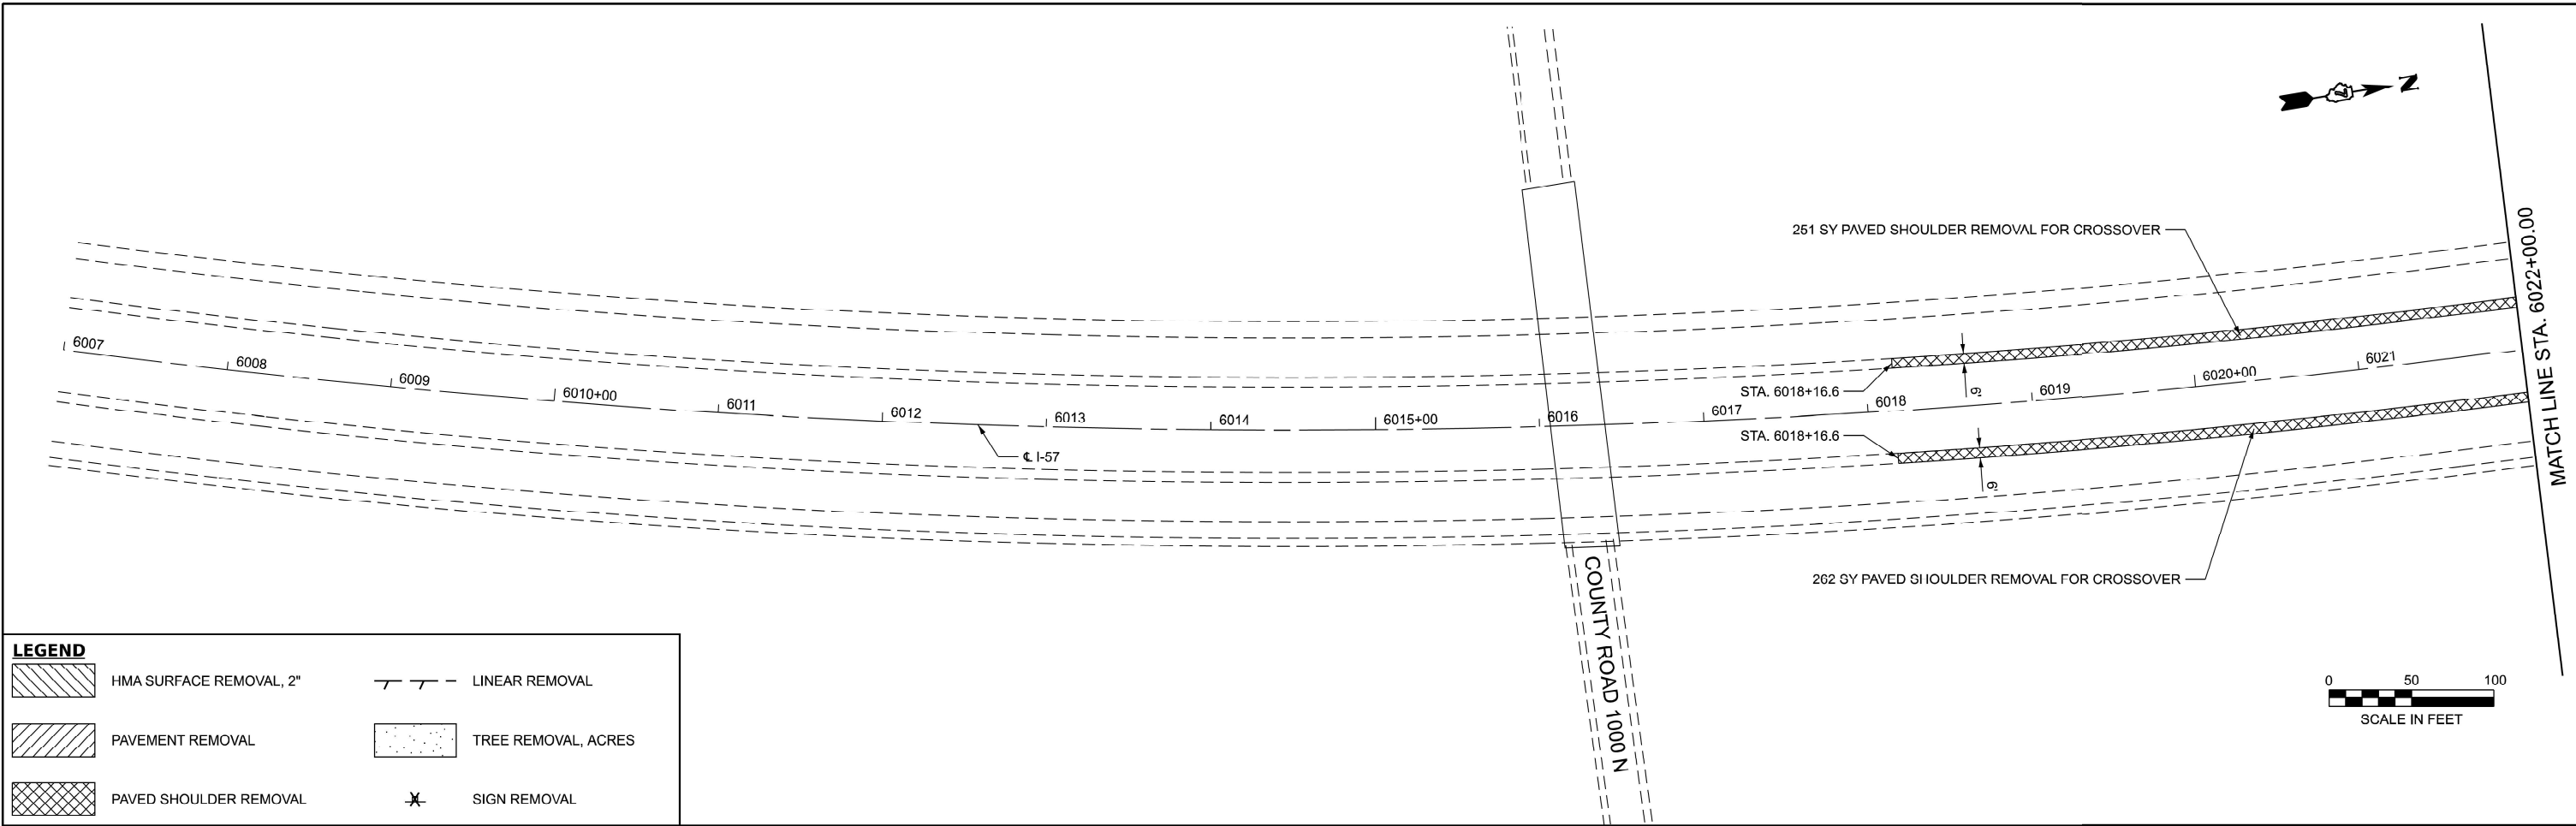 N
MATCH LINE STA. 6022+00.00
251 SY PAVED SHOULDER REMOVAL FOR CROSSOVER
6007
6008
6009
6010+00
6011
6012
6013
6014
6015+00
6016
6017
6018
6019
6020+00
6021
STA. 6018+16.6
6'
STA. 6018+16.6
6'
℄ I-57
262 SY PAVED SHOULDER REMOVAL FOR CROSSOVER
COUNTY ROAD 1000 N
LEGEND
HMA SURFACE REMOVAL, 2"
LINEAR REMOVAL
PAVEMENT REMOVAL
TREE REMOVAL, ACRES
PAVED SHOULDER REMOVAL
SIGN REMOVAL
0 50 100
SCALE IN FEET